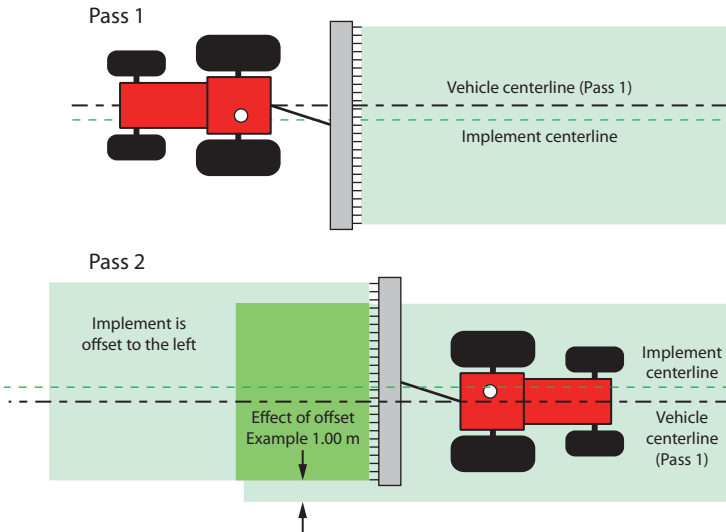 Pass 1
Vehicle centerline (Pass 1)
Implement centerline
Pass 2
Implement is
offset to the left
Effect of offset
Example 1.00 m
Implement
centerline
Vehicle
centerline
(Pass 1)